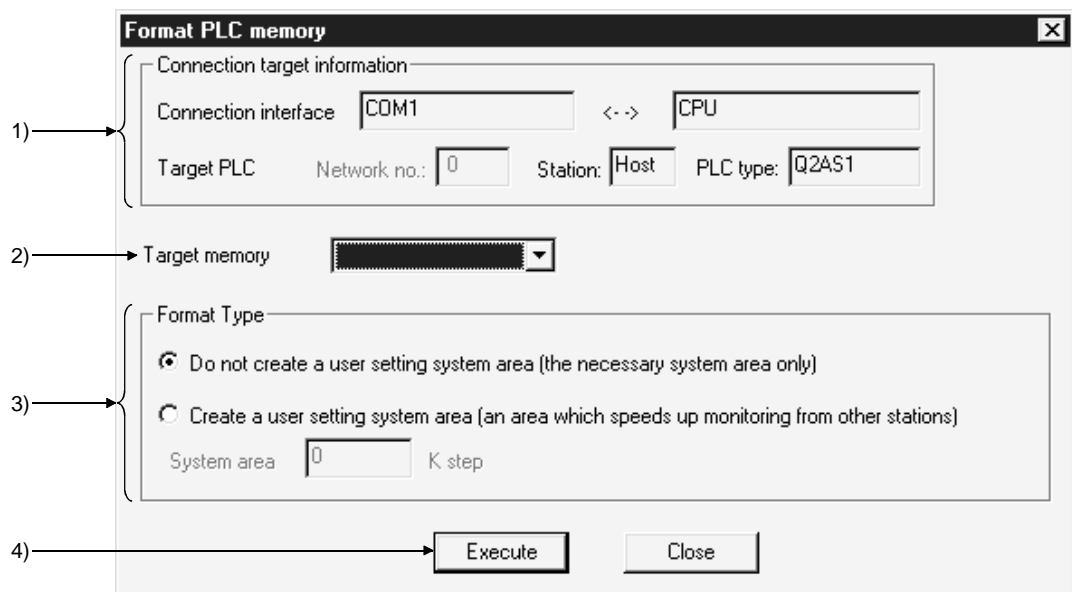 Format PLC memory
Connection target information
1)
Connection interface COM1 <--> CPU
Target PLC Network no.: 0 Station: Host PLC type: Q2AS1
2) Target memory
Format Type
Do not create a user setting system area (the necessary system area only)
3)
Create a user setting system area (an area which speeds up monitoring from other stations)
System area 0 K step
4) Execute Close